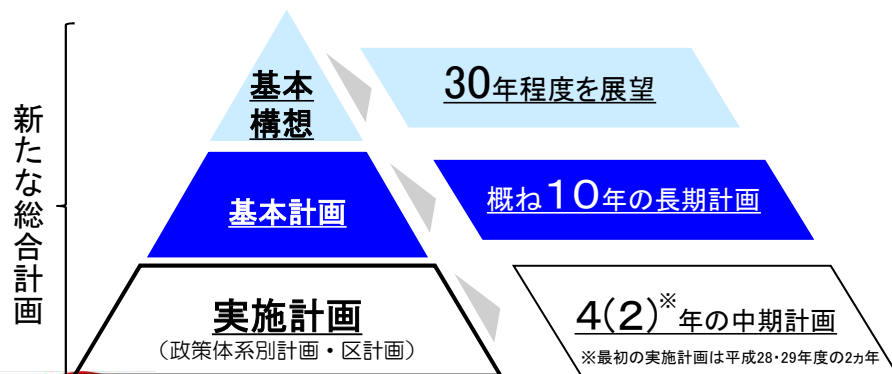 新たな総合計画
基本
構想
30年程度を展望
基本計画
概ね10年の長期計画
実施計画
（政策体系別計画・区計画）
4(2)※年の中期計画
※最初の実施計画は平成28・29年度の2ヵ年